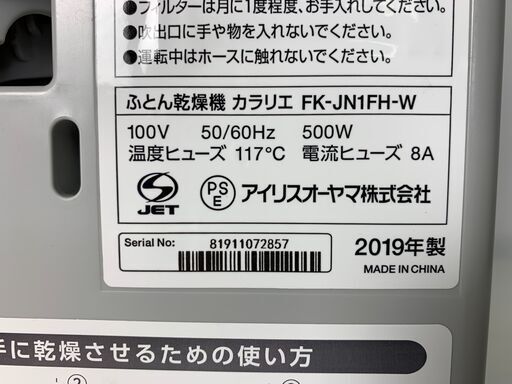 ●フィルターは月に1度程度、お手入れしてください。
●吹出口に手や物を入れないでください。
●運転中はホースに触れないでください。
ふとん乾燥機 カラリエ FK-JN1FH-W
100V 50/60Hz 500W
温度ヒューズ 117°C 電流ヒューズ 8A
JET PSE アイリスオーヤマ株式会社
Serial No: 81911072857 2019年製
MADE IN CHINA
手に乾燥させるための使い方